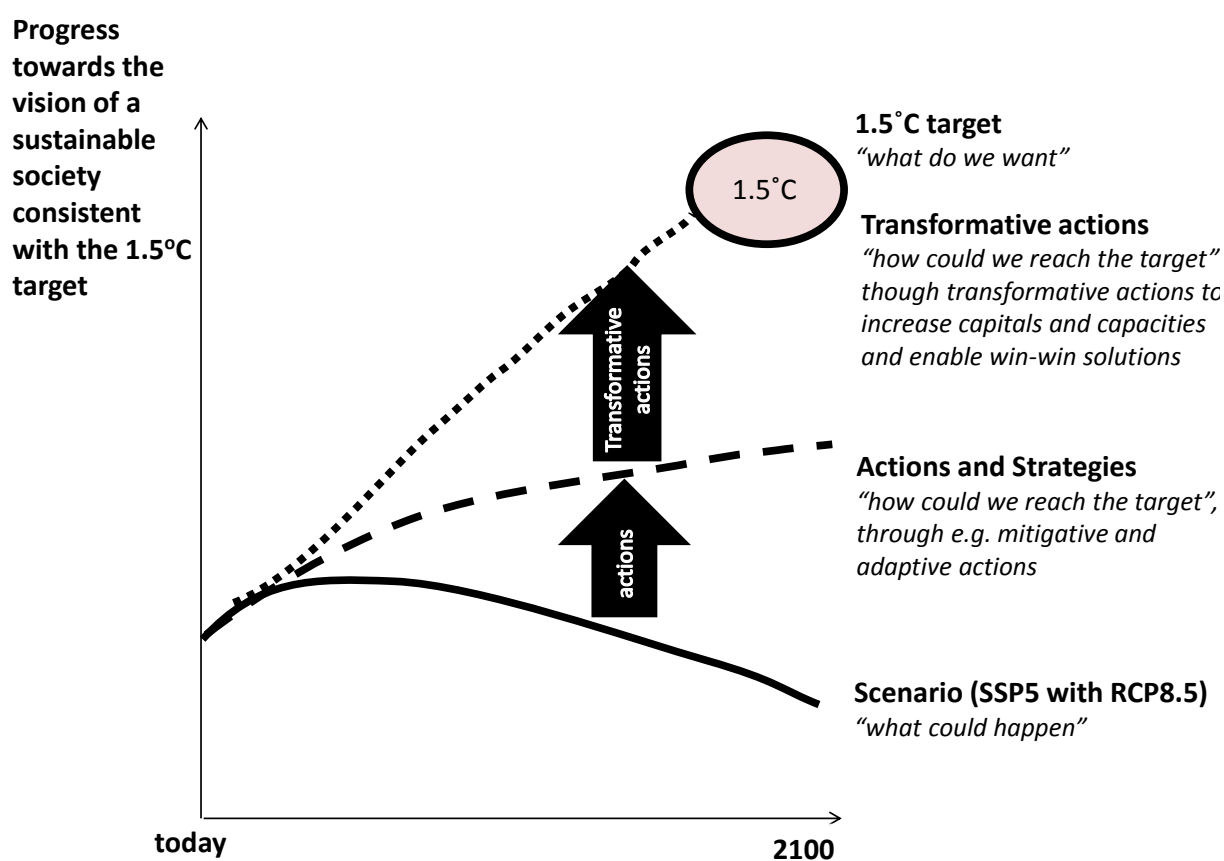 Progress
towards the
vision of a
sustainable
society
consistent
with the 1.5°C
target
1.5˚C target
“what do we want”
1.5˚C
Transformative actions
“how could we reach the target”
though transformative actions to
increase capitals and capacities
and enable win-win solutions
Transformative
actions
Actions and Strategies
“how could we reach the target”,
through e.g. mitigative and
adaptive actions
actions
Scenario (SSP5 with RCP8.5)
“what could happen”
today
2100